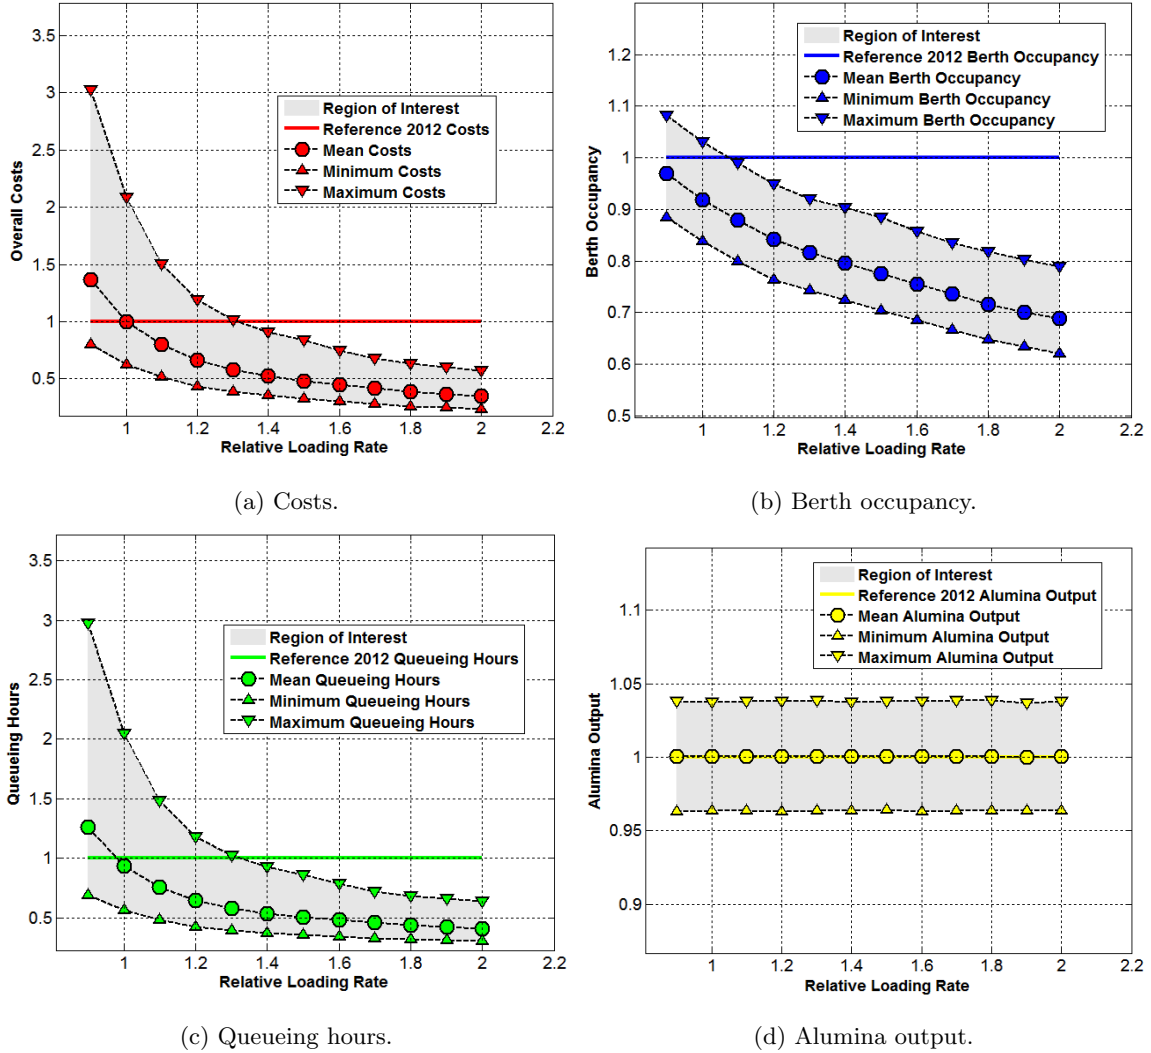 3.5
3
2.5
2
1.5
1
0.5
Overall Costs
Region of Interest
Reference 2012 Costs
Mean Costs
Minimum Costs
Maximum Costs
1 1.2 1.4 1.6 1.8 2 2.2
Relative Loading Rate
(a) Costs.
1.2
1.1
1
0.9
0.8
0.7
0.6
0.5
Berth Occupancy
Region of Interest
Reference 2012 Berth Occupancy
Mean Berth Occupancy
Minimum Berth Occupancy
Maximum Berth Occupancy
1 1.2 1.4 1.6 1.8 2 2.2
Relative Loading Rate
(b) Berth occupancy.
3.5
3
2.5
2
1.5
1
0.5
Queueing Hours
Region of Interest
Reference 2012 Queueing Hours
Mean Queueing Hours
Minimum Queueing Hours
Maximum Queueing Hours
1 1.2 1.4 1.6 1.8 2 2.2
Relative Loading Rate
(c) Queueing hours.
1.1
1.05
1
0.95
0.9
Alumina Output
Region of Interest
Reference 2012 Alumina Output
Mean Alumina Output
Minimum Alumina Output
Maximum Alumina Output
1 1.2 1.4 1.6 1.8 2 2.2
Relative Loading Rate
(d) Alumina output.